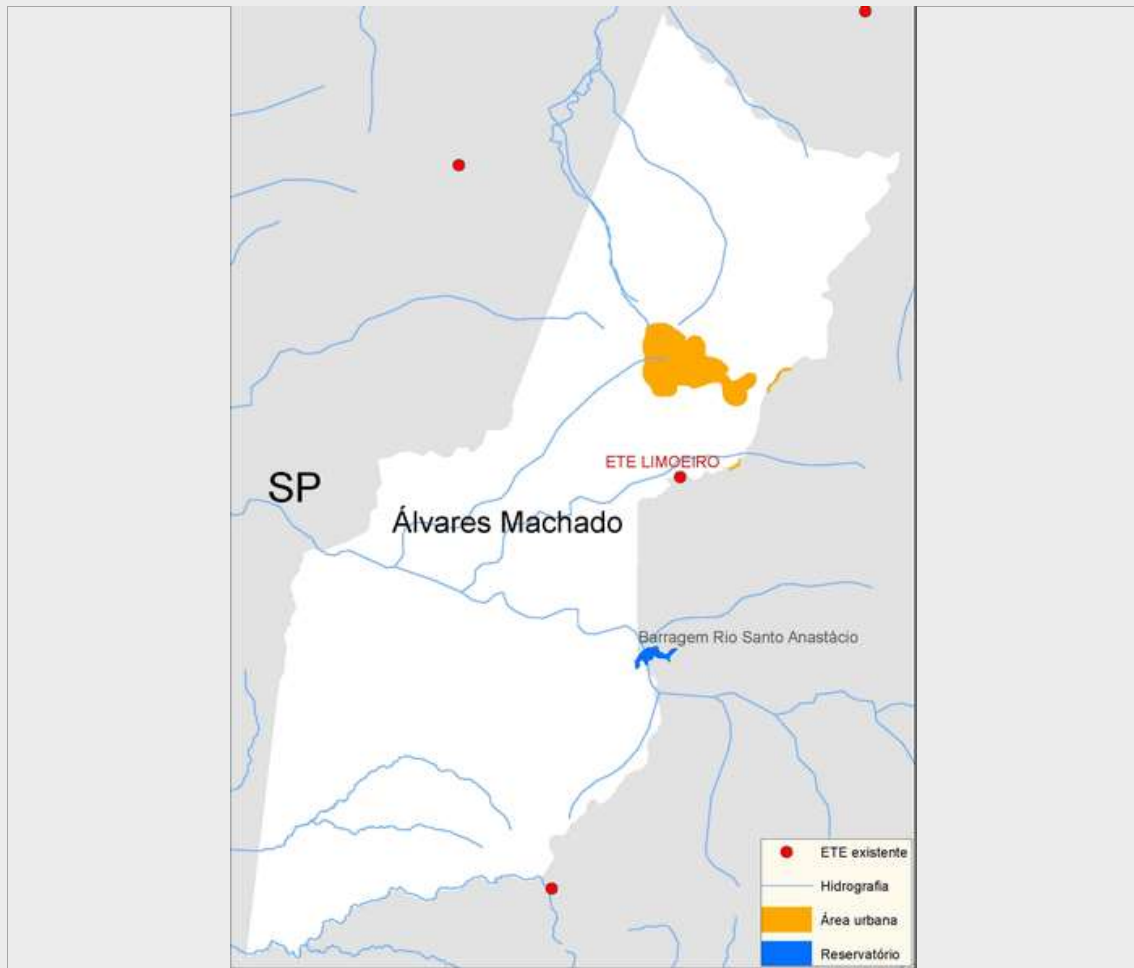 ETE LIMOEIRO
SP
Álvares Machado
Barragem Rio Santo Anastácio
ETE existente
Hidrografia
Área urbana
Reservatório